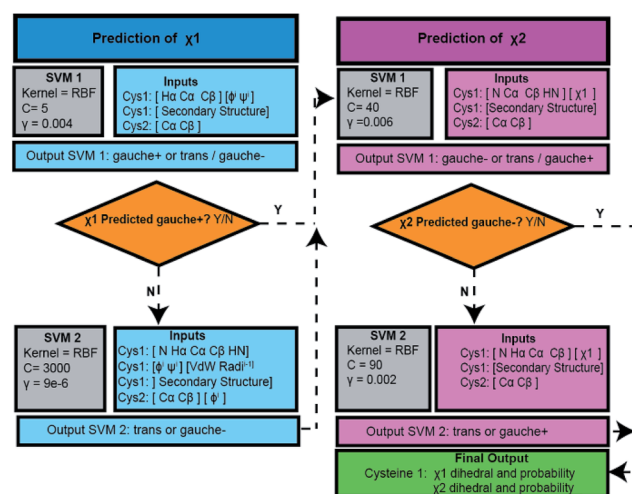 Prediction of χ1
SVM 1
Kernel = RBF
C= 5
γ = 0.004
Inputs
Cys1: [ Hα Cα Cβ ] [ϕⁱ ψⁱ]
Cys1: [Secondary Structure]
Cys2: [ Cα Cβ ]
Output SVM 1: gauche+ or trans / gauche-
χ1 Predicted gauche+? Y/N
Y
N
SVM 2
Kernel = RBF
C= 3000
γ = 9e-6
Inputs
Cys1: [ N Hα Cα Cβ HN]
Cys1: [ϕⁱ ψⁱ] [VdW Radiⁱ⁻¹]
Cys1: ] Secondary Structure]
Cys2: [ Cα Cβ ] [ ϕⁱ ]
Output SVM 2: trans or gauche-
Prediction of χ2
SVM 1
Kernel = RBF
C= 40
γ =0.006
Inputs
Cys1: [ N Cα Cβ HN ] [ χ1 ]
Cys1: [Secondary Structure]
Cys2: [ Cα Cβ ]
Output SVM 1: gauche- or trans / gauche+
χ2 Predicted gauche-? Y/N
Y
N
SVM 2
Kernel = RBF
C = 90
γ = 0.002
Inputs
Cys1: [ N Hα Cα Cβ ] [ χ1 ]
Cys1: [Secondary Structure]
Cys2: [ Cα Cβ ]
Output SVM 2: trans or gauche+
Final Output
Cysteine 1: χ1 dihedral and probability
χ2 dihedral and probability